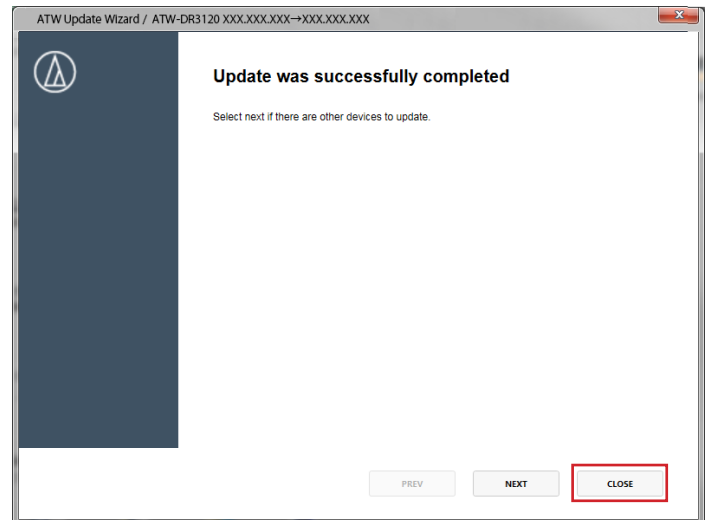 ATW Update Wizard / ATW-DR3120 XXX.XXX.XXX→XXX.XXX.XXX
X
Update was successfully completed
Select next if there are other devices to update.
PREV NEXT CLOSE